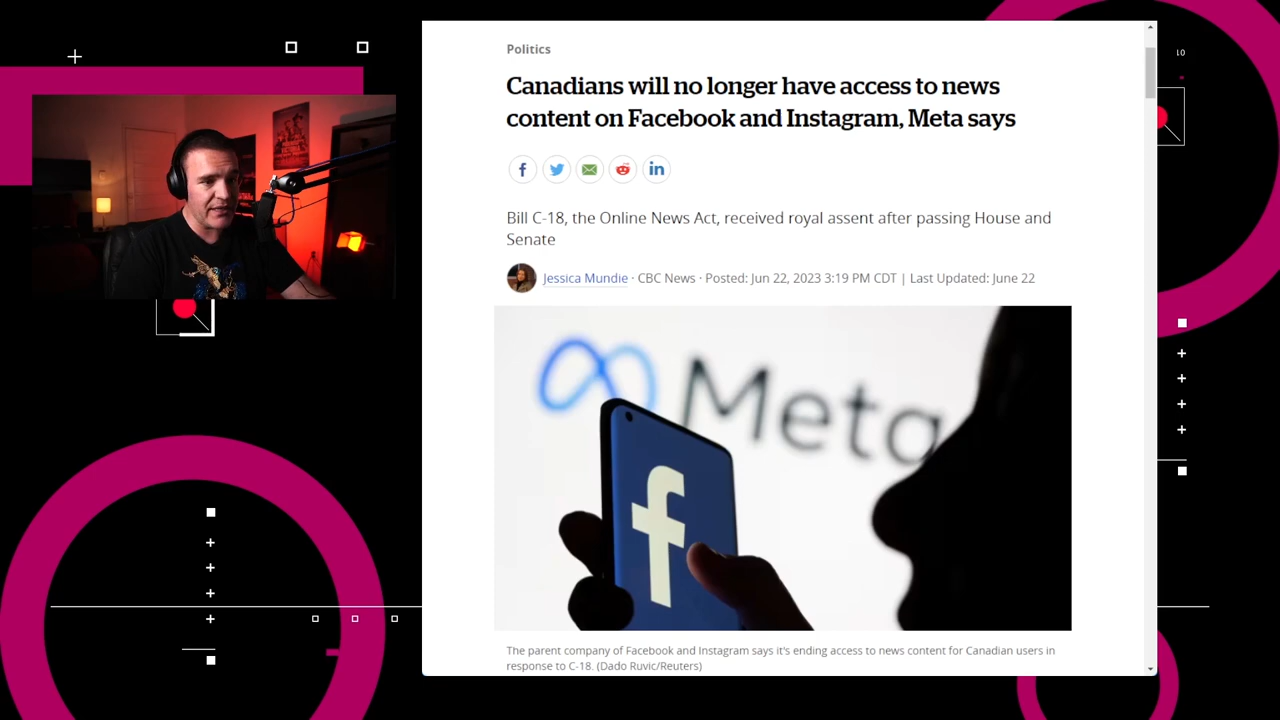 Politics
Canadians will no longer have access to news
content on Facebook and Instagram, Meta says
Bill C-18, the Online News Act, received royal assent after passing House and
Senate
Jessica Mundie · CBC News · Posted: Jun 22, 2023 3:19 PM CDT | Last Updated: June 22
Meta
The parent company of Facebook and Instagram says it's ending access to news content for Canadian users in
response to C-18. (Dado Ruvic/Reuters)
01